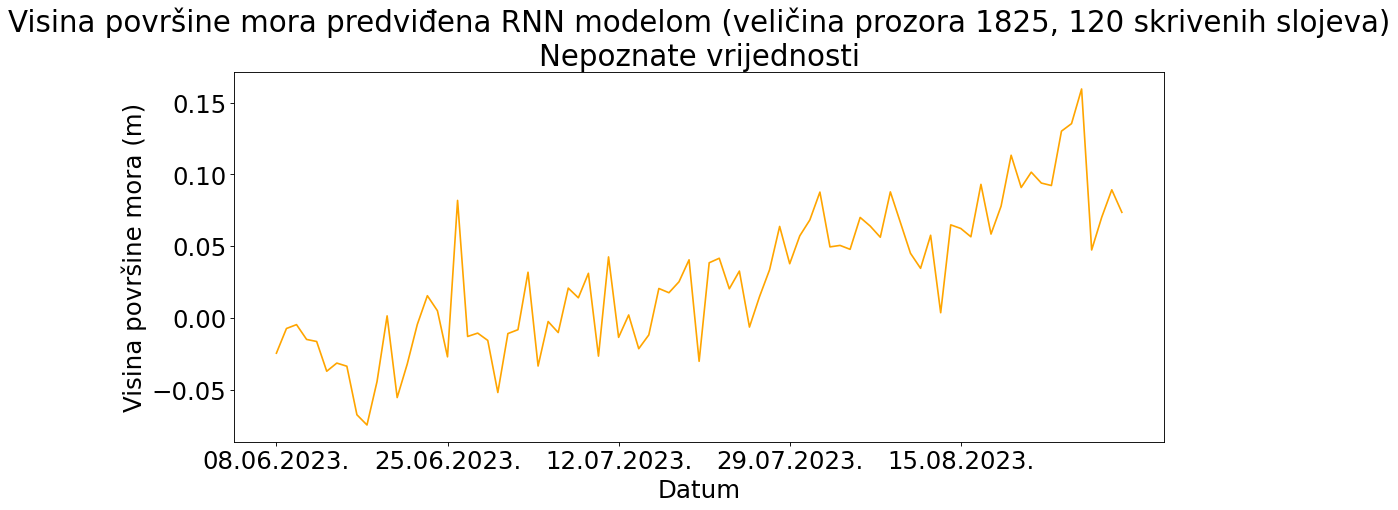 Visina površine mora predviđena RNN modelom (veličina prozora 1825, 120 skrivenih slojeva)
Nepoznate vrijednosti
Visina površine mora (m)
0.15
0.10
0.05
0.00
−0.05
08.06.2023. 25.06.2023. 12.07.2023. 29.07.2023. 15.08.2023.
Datum